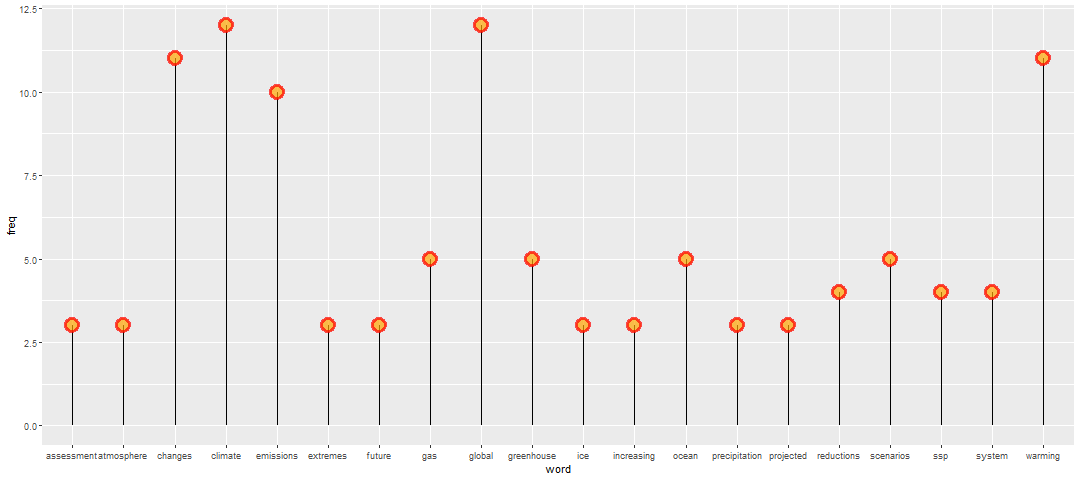 12.5
10.0
7.5
5.0
2.5
0.0
freq
assessment atmosphere changes climate emissions extremes future gas global greenhouse ice increasing ocean precipitation projected reductions scenarios ssp system warming
word